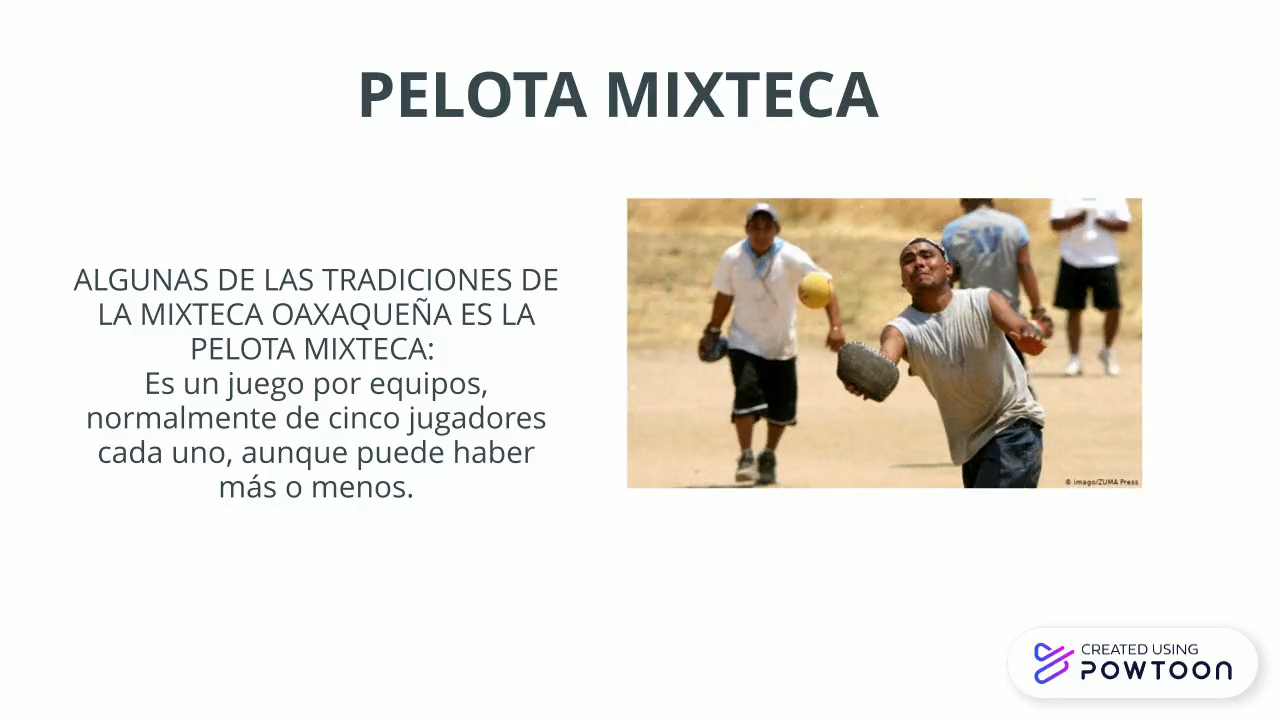 PELOTA MIXTECA
ALGUNAS DE LAS TRADICIONES DE
LA MIXTECA OAXAQUEÑA ES LA
PELOTA MIXTECA:
Es un juego por equipos,
normalmente de cinco jugadores
cada uno, aunque puede haber
más o menos.
© imago/ZUMA Press
CREATED USING
POWTOON